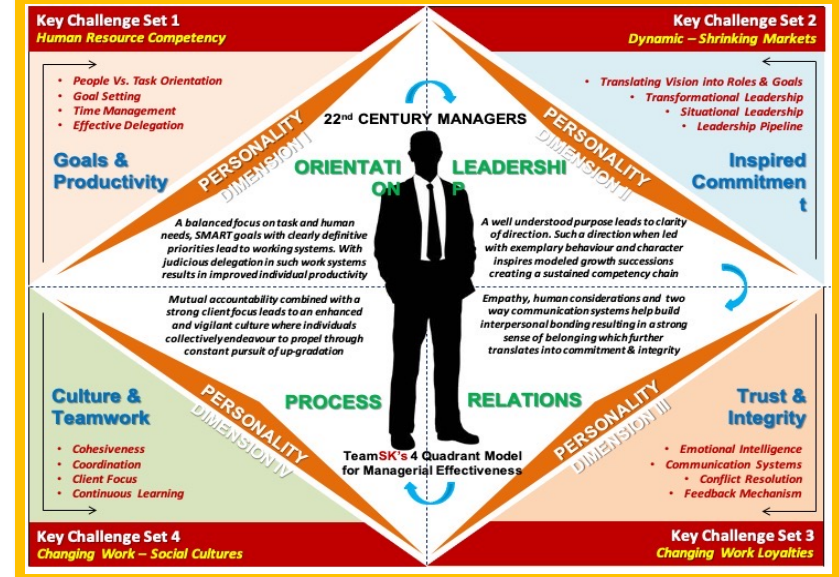 Key Challenge Set 1
Human Resource Competency
Key Challenge Set 2
Dynamic – Shrinking Markets
• People Vs. Task Orientation
• Goal Setting
• Time Management
• Effective Delegation
Goals &
Productivity
• Translating Vision into Roles & Goals
• Transformational Leadership
• Situational Leadership
• Leadership Pipeline
Inspired
Commitmen
t
PERSONALITY
DIMENSION I
PERSONALITY
DIMENSION II
22nd CENTURY MANAGERS
ORIENTATI
ON
LEADERSHI
P
A balanced focus on task and human
needs, SMART goals with clearly definitive
priorities lead to working systems. With
judicious delegation in such work systems
results in improved individual productivity
A well understood purpose leads to clarity
of direction. Such a direction when led
with exemplary behaviour and character
inspires modeled growth successions
creating a sustained competency chain
Mutual accountability combined with a
strong client focus leads to an enhanced
and vigilant culture where individuals
collectively endeavour to propel through
constant pursuit of up-gradation
Empathy, human considerations and two
way communication systems help build
interpersonal bonding resulting in a strong
sense of belonging which further
translates into commitment & integrity
PROCESS
RELATIONS
PERSONALITY
DIMENSION IV
PERSONALITY
DIMENSION III
TeamSK's 4 Quadrant Model
for Managerial Effectiveness
Culture &
Teamwork
• Cohesiveness
• Coordination
• Client Focus
• Continuous Learning
Trust &
Integrity
• Emotional Intelligence
• Communication Systems
• Conflict Resolution
• Feedback Mechanism
Key Challenge Set 4
Changing Work – Social Cultures
Key Challenge Set 3
Changing Work Loyalties